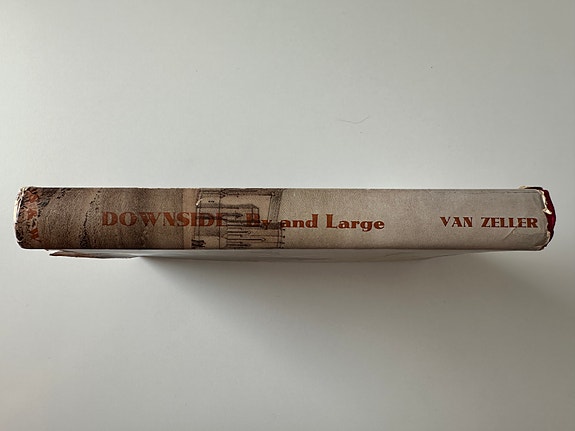 DOWNSIDE By and Large
VAN ZELLER